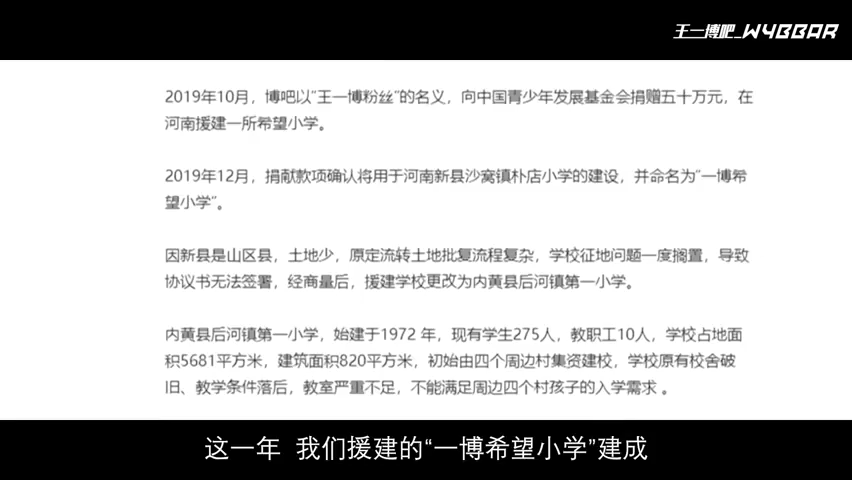 王一博吧_WYBBAR
2019年10月，博吧以“王一博粉丝”的名义，向中国青少年发展基金会捐赠五十万元，在
河南援建一所希望小学。
2019年12月，捐献款项确认将用于河南新县沙窝镇朴店小学的建设，并命名为“一博希
望小学”。
因新县是山区县，土地少，原定流转土地批复流程复杂，学校征地问题一度搁置，导致
协议书无法签署，经商量后，援建学校更改为内黄县后河镇第一小学。
内黄县后河镇第一小学，始建于1972 年，现有学生275人，教职工10人，学校占地面
积5681平方米，建筑面积820平方米，初始由四个周边村集资建校，学校原有校舍破
旧、教学条件落后，教室严重不足，不能满足周边四个村孩子的入学需求 。
这一年 我们援建的“一博希望小学”建成